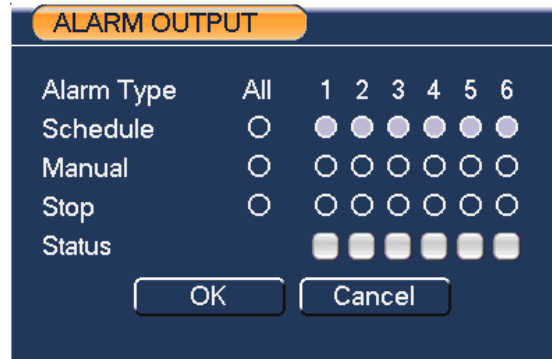 ALARM OUTPUT
Alarm Type All 1 2 3 4 5 6
Schedule
Manual
Stop
Status
OK Cancel